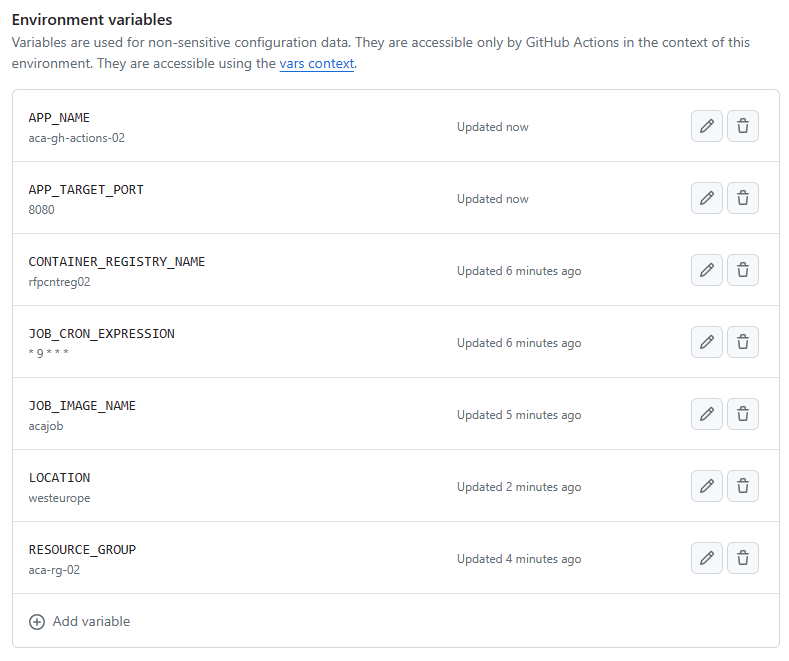 Environment variables
Variables are used for non-sensitive configuration data. They are accessible only by GitHub Actions in the context of this
environment. They are accessible using the vars context.
APP_NAME
aca-gh-actions-02
Updated now
APP_TARGET_PORT
8080
Updated now
CONTAINER_REGISTRY_NAME
rfpcntreg02
Updated 6 minutes ago
JOB_CRON_EXPRESSION
* 9 * * *
Updated 6 minutes ago
JOB_IMAGE_NAME
acajob
Updated 5 minutes ago
LOCATION
westeurope
Updated 2 minutes ago
RESOURCE_GROUP
aca-rg-02
Updated 4 minutes ago
Add variable